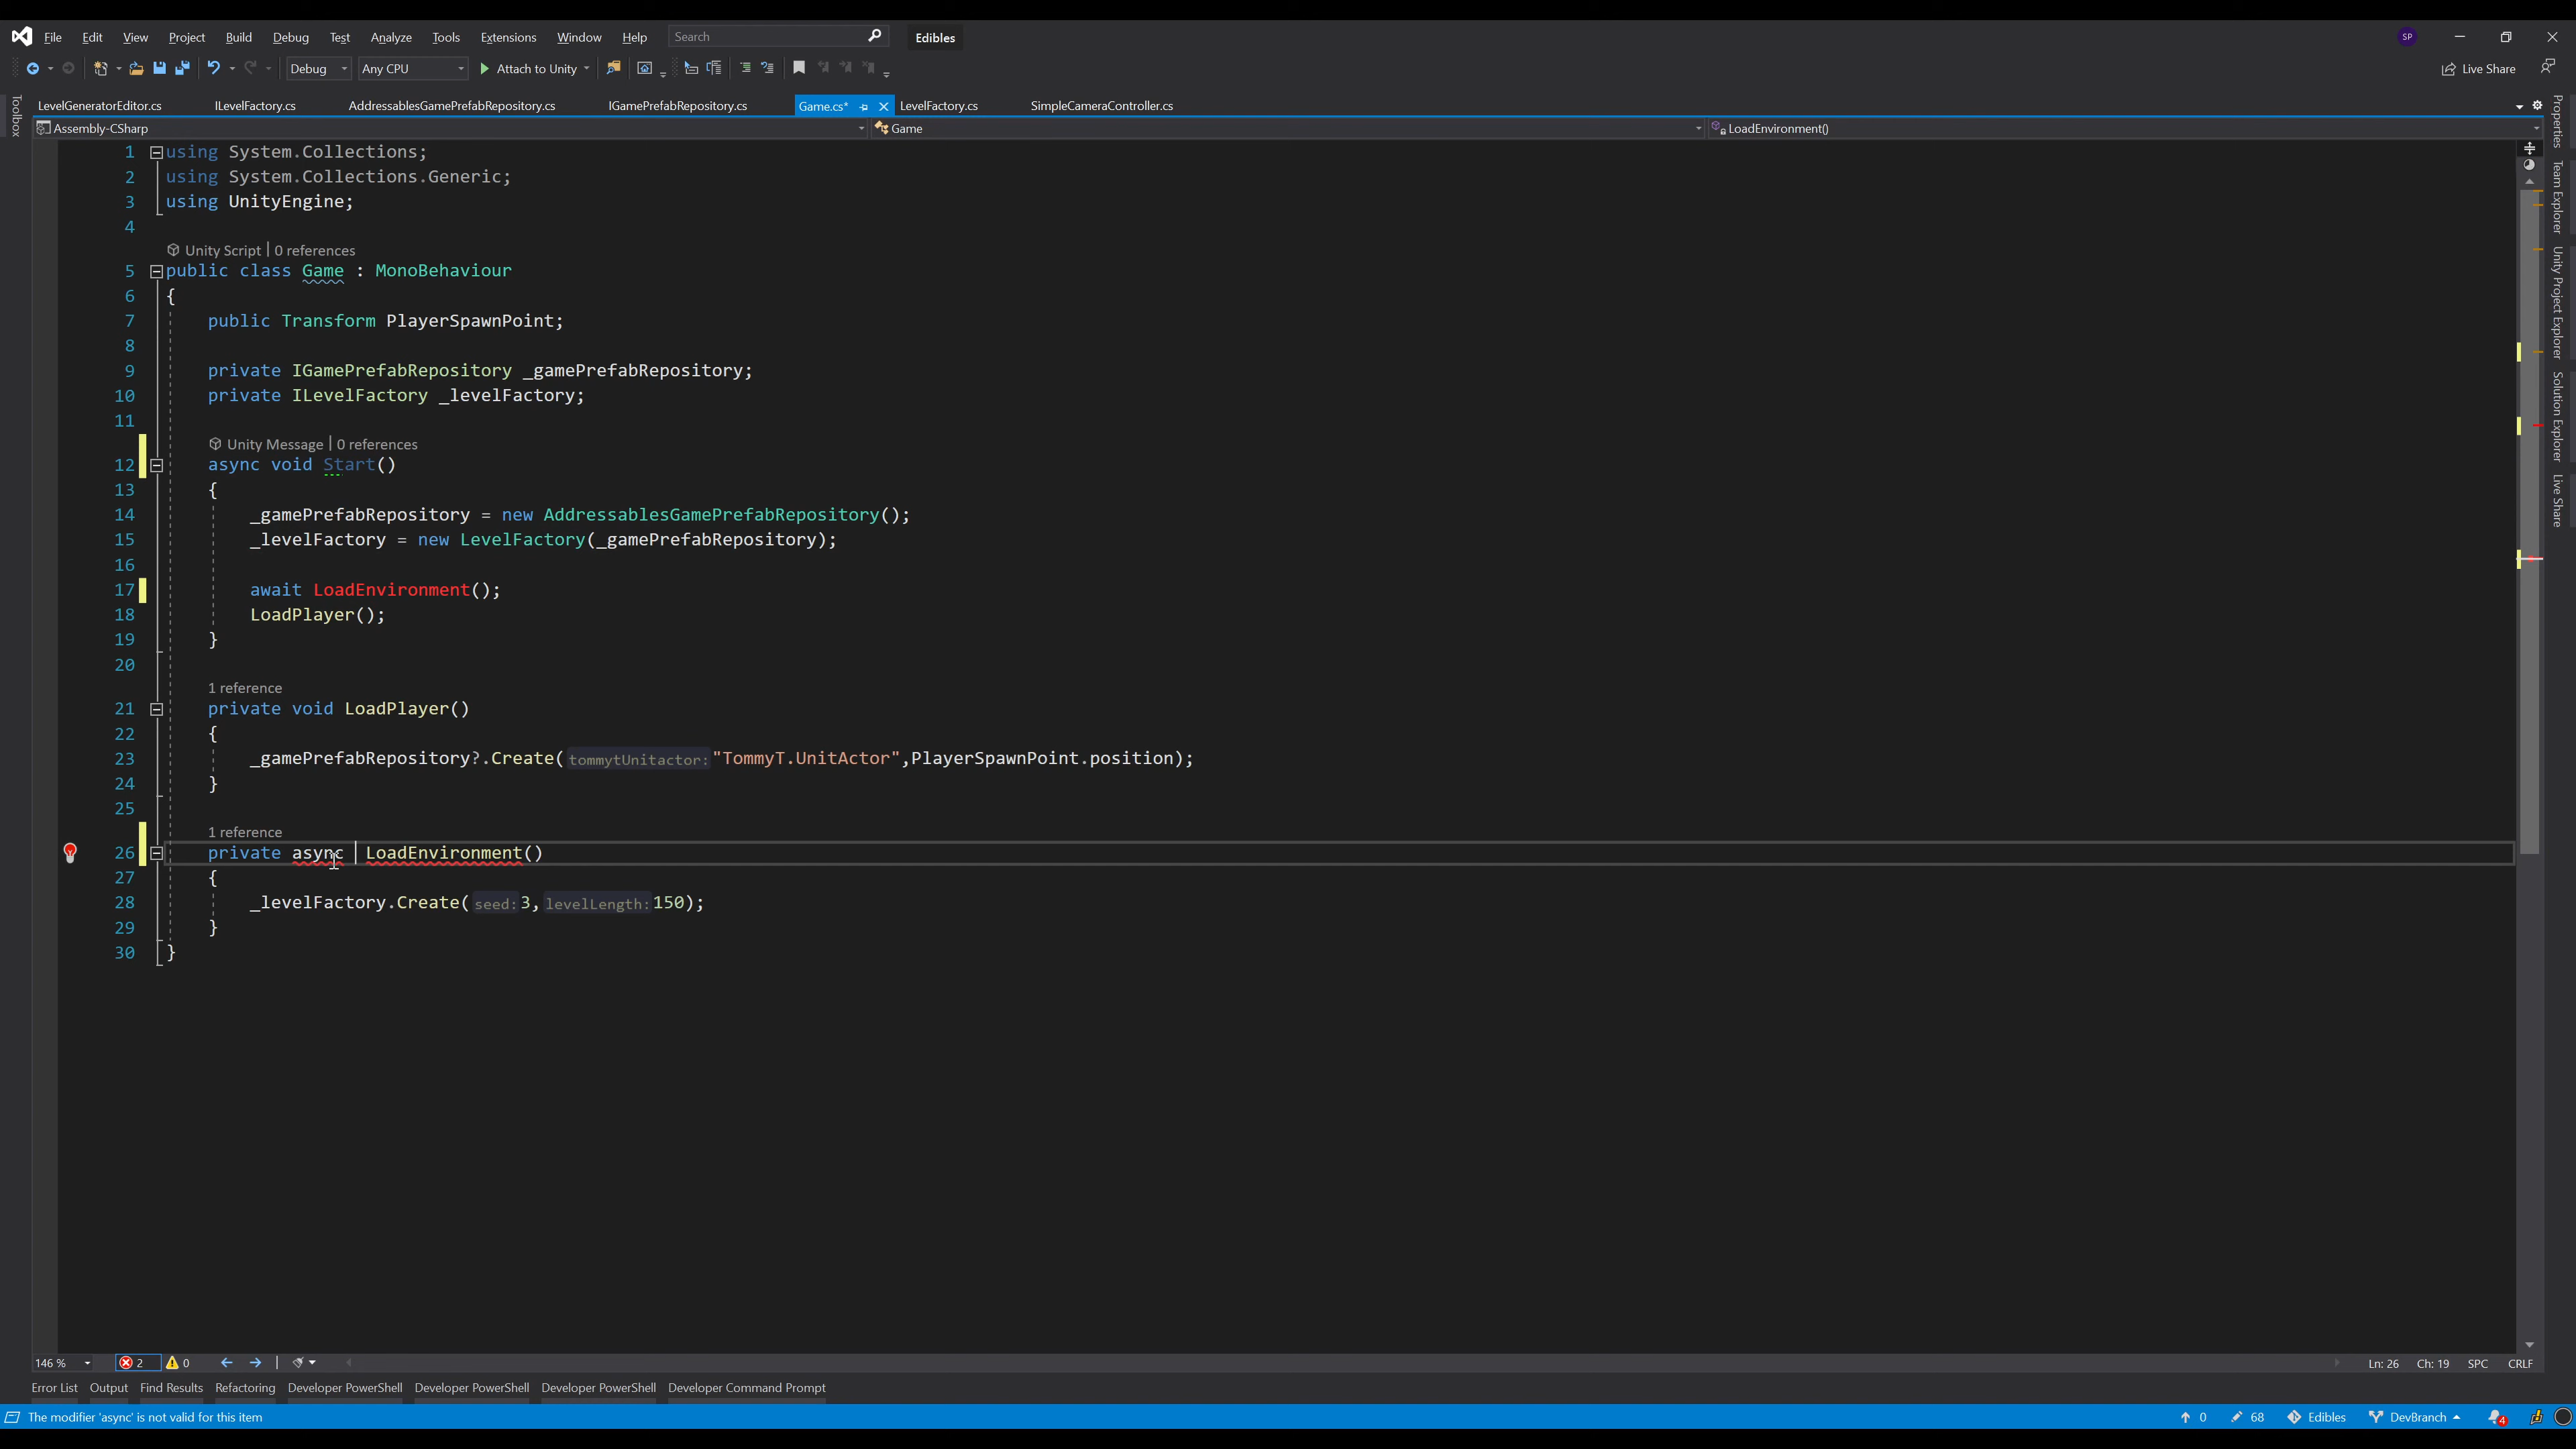 File Edit View Project Build Debug Test Analyze Tools Extensions Window Help Search Edibles SP
Debug Any CPU Attach to Unity Live Share
LevelGeneratorEditor.cs ILevelFactory.cs AddressablesGamePrefabRepository.cs IGamePrefabRepository.cs Game.cs* LevelFactory.cs SimpleCameraController.cs
Assembly-CSharp Game LoadEnvironment()
Toolbox
Properties
Team Explorer
Unity Project Explorer
Solution Explorer
Live Share
1 using System.Collections;
2 using System.Collections.Generic;
3 using UnityEngine;
4
Unity Script | 0 references
5 public class Game : MonoBehaviour
6 {
7 public Transform PlayerSpawnPoint;
8
9 private IGamePrefabRepository _gamePrefabRepository;
10 private ILevelFactory _levelFactory;
11
Unity Message | 0 references
12 async void Start()
13 {
14 _gamePrefabRepository = new AddressablesGamePrefabRepository();
15 _levelFactory = new LevelFactory(_gamePrefabRepository);
16
17 await LoadEnvironment();
18 LoadPlayer();
19 }
20
1 reference
21 private void LoadPlayer()
22 {
23 _gamePrefabRepository?.Create(tommytUnitactor: "TommyT.UnitActor",PlayerSpawnPoint.position);
24 }
25
1 reference
26 private async LoadEnvironment()
27 {
28 _levelFactory.Create(seed: 3,levelLength: 150);
29 }
30 }
146 % 2 0 Ln: 26 Ch: 19 SPC CRLF
Error List Output Find Results Refactoring Developer PowerShell Developer PowerShell Developer PowerShell Developer Command Prompt
The modifier 'async' is not valid for this item 0 68 Edibles DevBranch 4